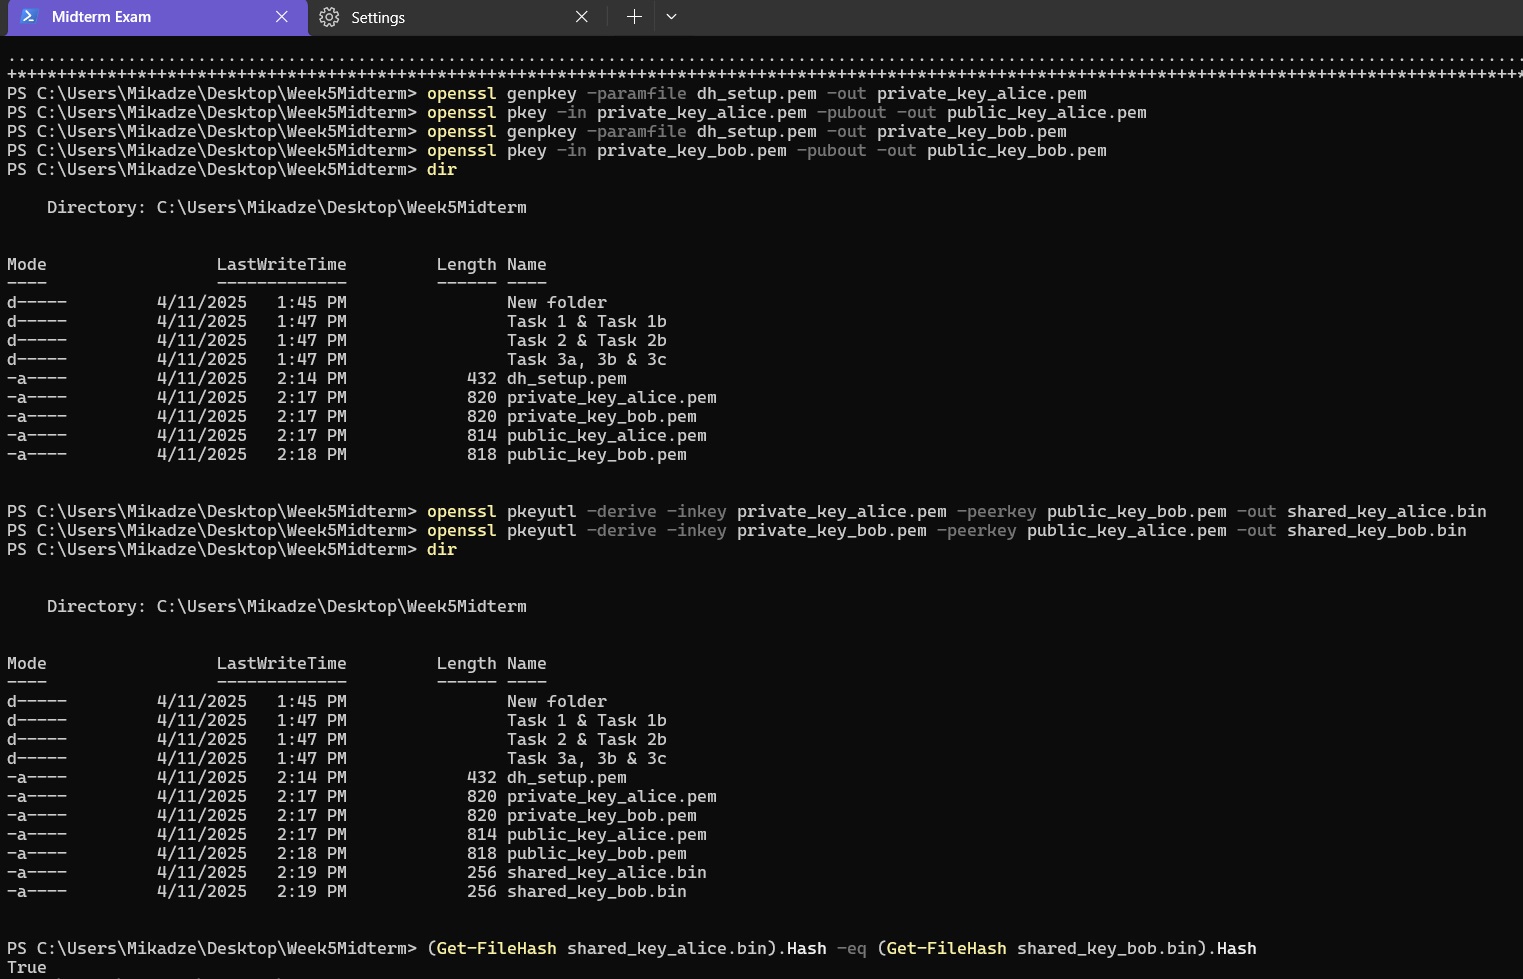 Midterm Exam
Settings
PS C:\Users\Mikadze\Desktop\Week5Midterm> openssl genpkey -paramfile dh_setup.pem -out private_key_alice.pem
PS C:\Users\Mikadze\Desktop\Week5Midterm> openssl pkey -in private_key_alice.pem -pubout -out public_key_alice.pem
PS C:\Users\Mikadze\Desktop\Week5Midterm> openssl genpkey -paramfile dh_setup.pem -out private_key_bob.pem
PS C:\Users\Mikadze\Desktop\Week5Midterm> openssl pkey -in private_key_bob.pem -pubout -out public_key_bob.pem
PS C:\Users\Mikadze\Desktop\Week5Midterm> dir
Directory: C:\Users\Mikadze\Desktop\Week5Midterm
Mode LastWriteTime Length Name
---- ------------- ------ ----
d----- 4/11/2025 1:45 PM New folder
d----- 4/11/2025 1:47 PM Task 1 & Task 1b
d----- 4/11/2025 1:47 PM Task 2 & Task 2b
d----- 4/11/2025 1:47 PM Task 3a, 3b & 3c
-a---- 4/11/2025 2:14 PM 432 dh_setup.pem
-a---- 4/11/2025 2:17 PM 820 private_key_alice.pem
-a---- 4/11/2025 2:17 PM 820 private_key_bob.pem
-a---- 4/11/2025 2:17 PM 814 public_key_alice.pem
-a---- 4/11/2025 2:18 PM 818 public_key_bob.pem
PS C:\Users\Mikadze\Desktop\Week5Midterm> openssl pkeyutl -derive -inkey private_key_alice.pem -peerkey public_key_bob.pem -out shared_key_alice.bin
PS C:\Users\Mikadze\Desktop\Week5Midterm> openssl pkeyutl -derive -inkey private_key_bob.pem -peerkey public_key_alice.pem -out shared_key_bob.bin
PS C:\Users\Mikadze\Desktop\Week5Midterm> dir
Directory: C:\Users\Mikadze\Desktop\Week5Midterm
Mode LastWriteTime Length Name
---- ------------- ------ ----
d----- 4/11/2025 1:45 PM New folder
d----- 4/11/2025 1:47 PM Task 1 & Task 1b
d----- 4/11/2025 1:47 PM Task 2 & Task 2b
d----- 4/11/2025 1:47 PM Task 3a, 3b & 3c
-a---- 4/11/2025 2:14 PM 432 dh_setup.pem
-a---- 4/11/2025 2:17 PM 820 private_key_alice.pem
-a---- 4/11/2025 2:17 PM 820 private_key_bob.pem
-a---- 4/11/2025 2:17 PM 814 public_key_alice.pem
-a---- 4/11/2025 2:18 PM 818 public_key_bob.pem
-a---- 4/11/2025 2:19 PM 256 shared_key_alice.bin
-a---- 4/11/2025 2:19 PM 256 shared_key_bob.bin
PS C:\Users\Mikadze\Desktop\Week5Midterm> (Get-FileHash shared_key_alice.bin).Hash -eq (Get-FileHash shared_key_bob.bin).Hash
True